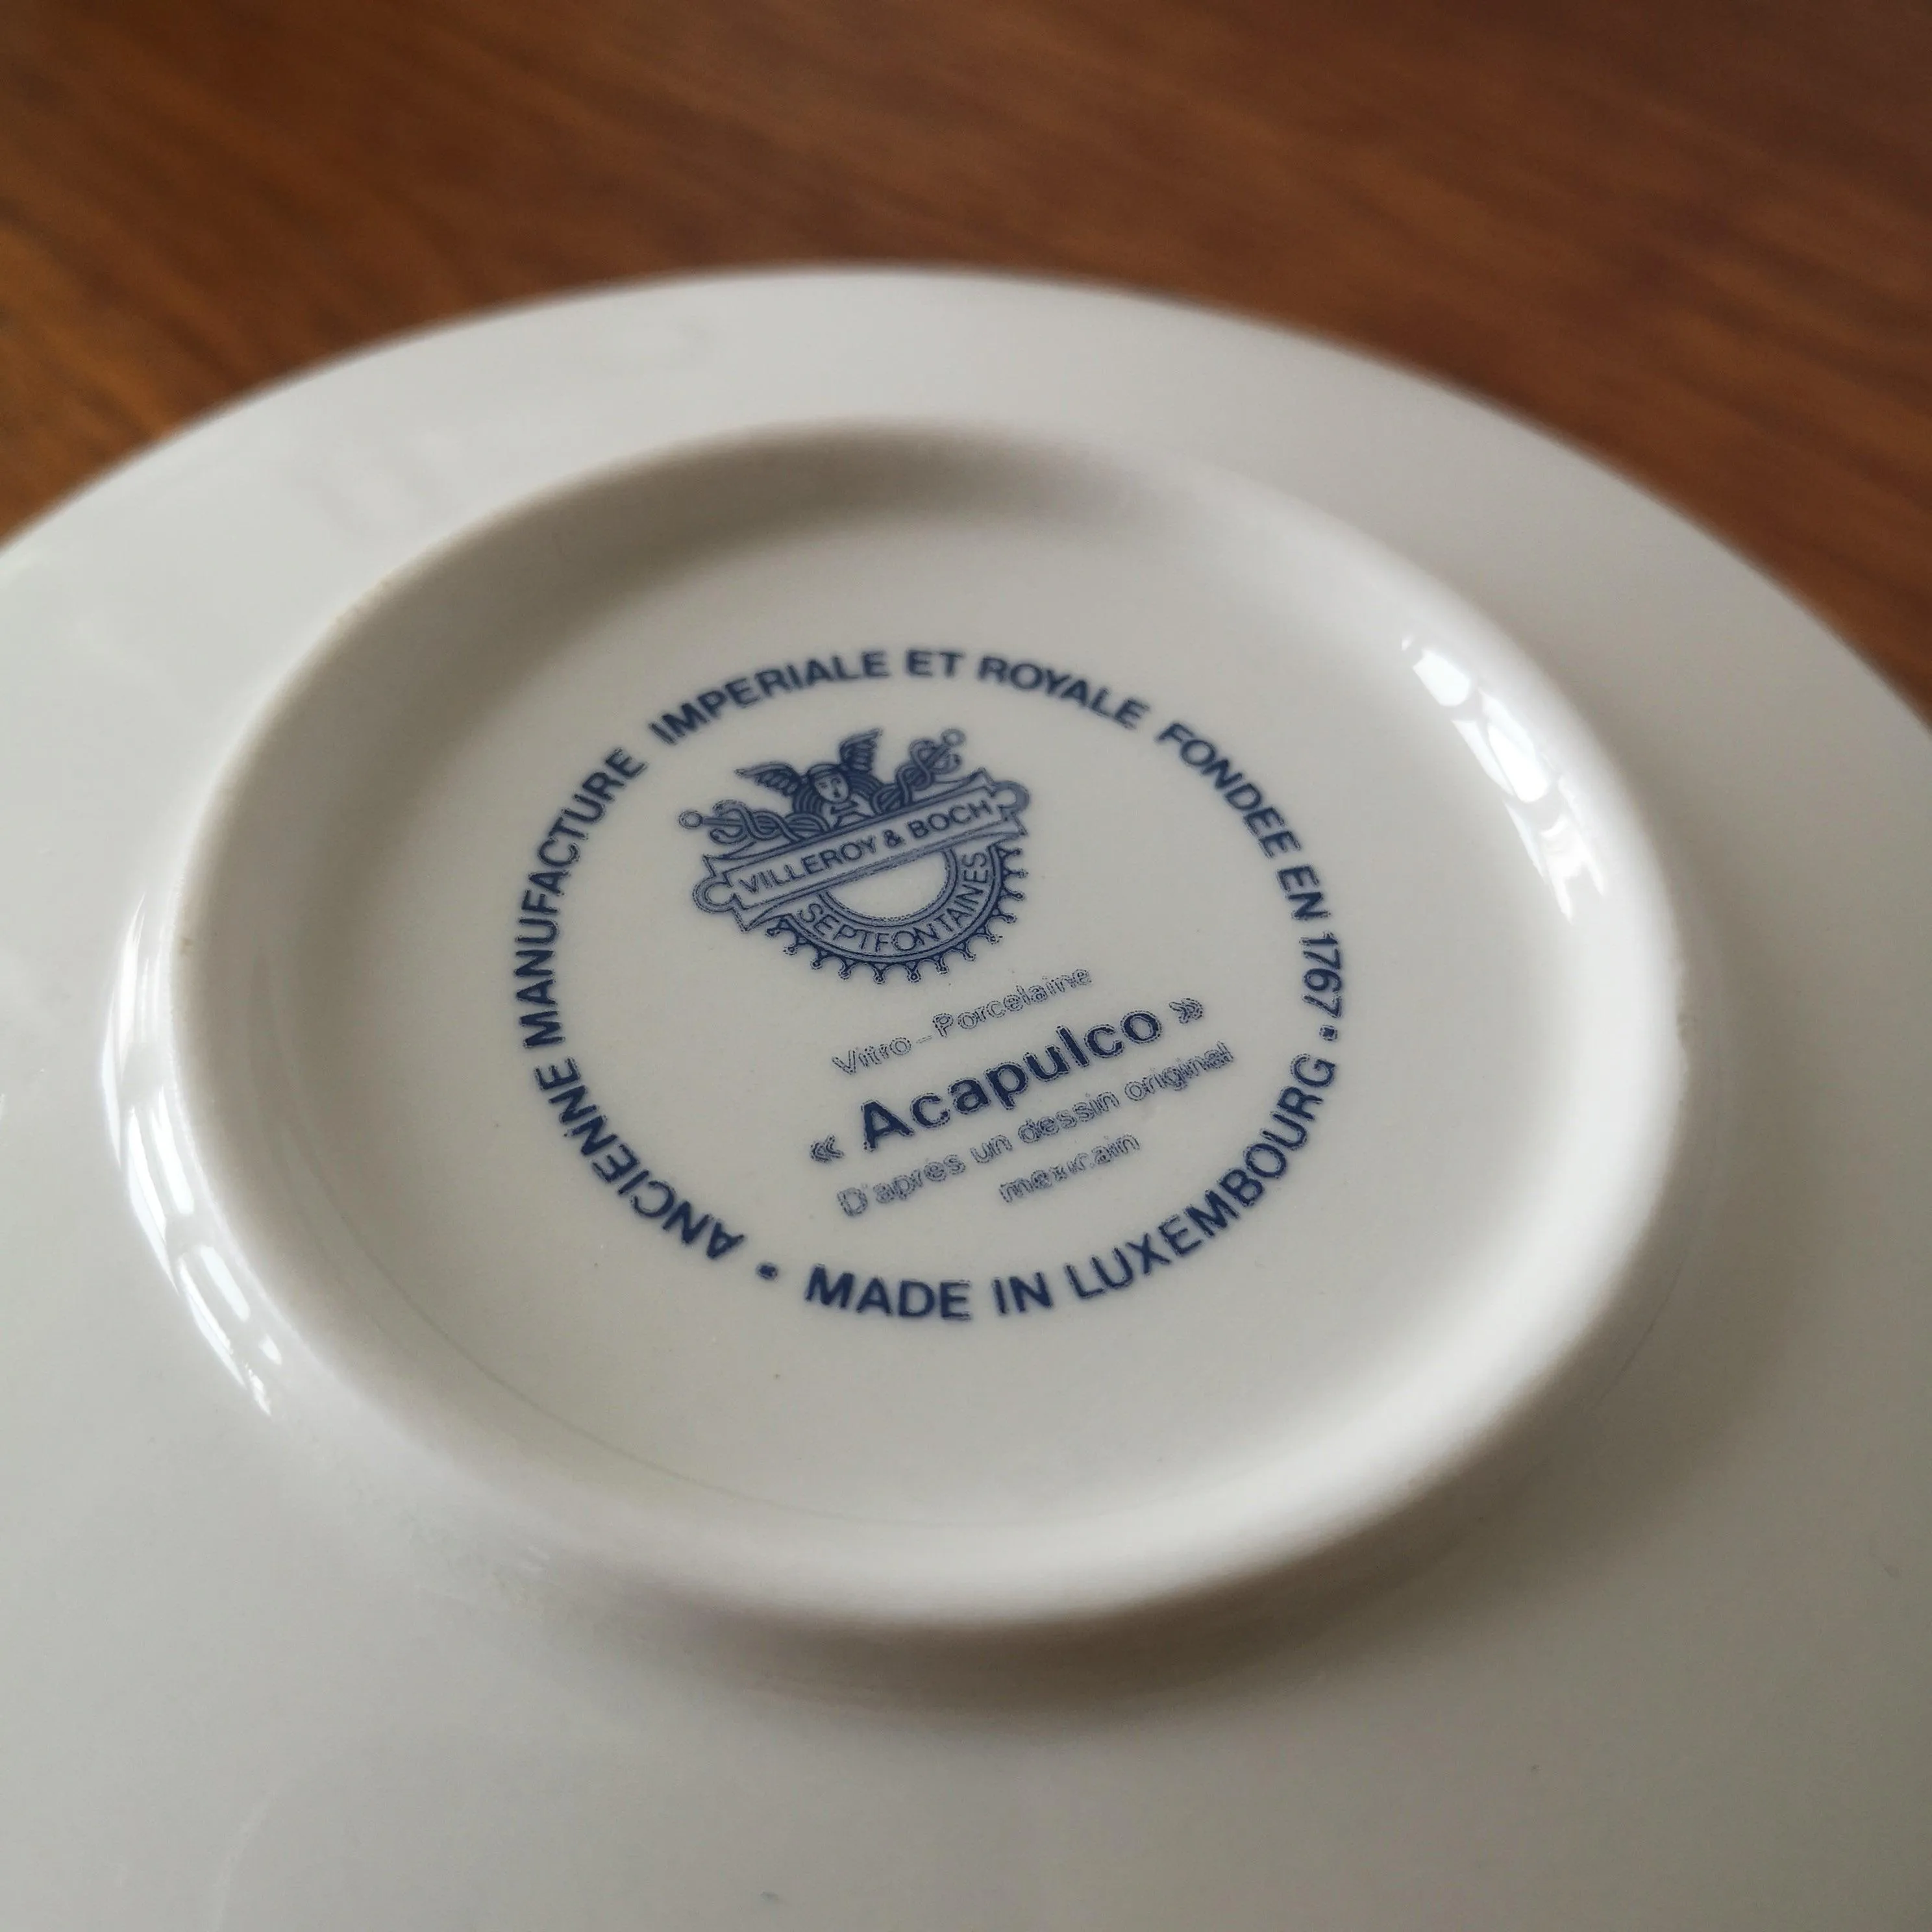 ANCIENNE MANUFACTURE IMPERIALE ET ROYALE FONDEE EN 1767 •
VILLEROY & BOCH
SEPTFONTAINES
Vitro-Porcelaine
« Acapulco »
D'après un dessin original
mexicain
MADE IN LUXEMBOURG •